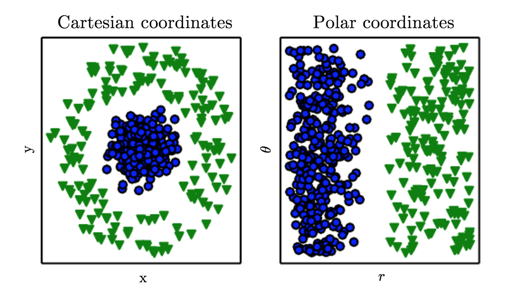 Cartesian coordinates
Polar coordinates
y
x
θ
r